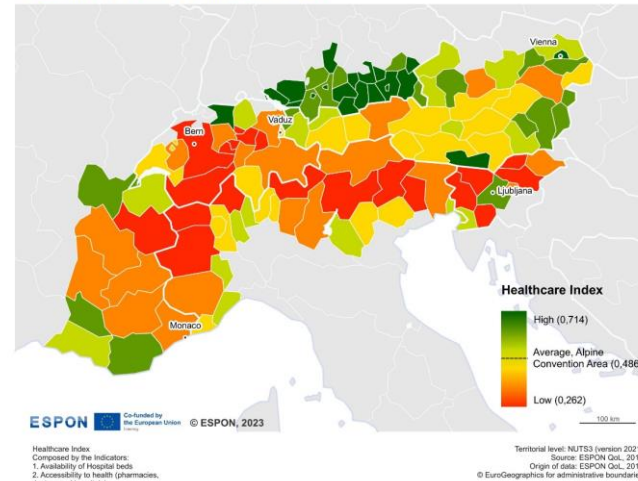 Vienna
Bern
Vaduz
Ljubljana
Monaco
Healthcare Index
High (0,714)
Average, Alpine
Convention Area (0,486
Low (0,262)
100 km
ESPON
Co-funded by
the European Union
© ESPON, 2023
Healthcare Index
Composed by the Indicators:
1. Availability of Hospital beds
2. Accessibility to health (pharmacies,
Territorial level: NUTS3 (version 202
Source: ESPON QoL, 201
Origin of data: ESPON QoL, 201
© EuroGeographics for administrative boundarie